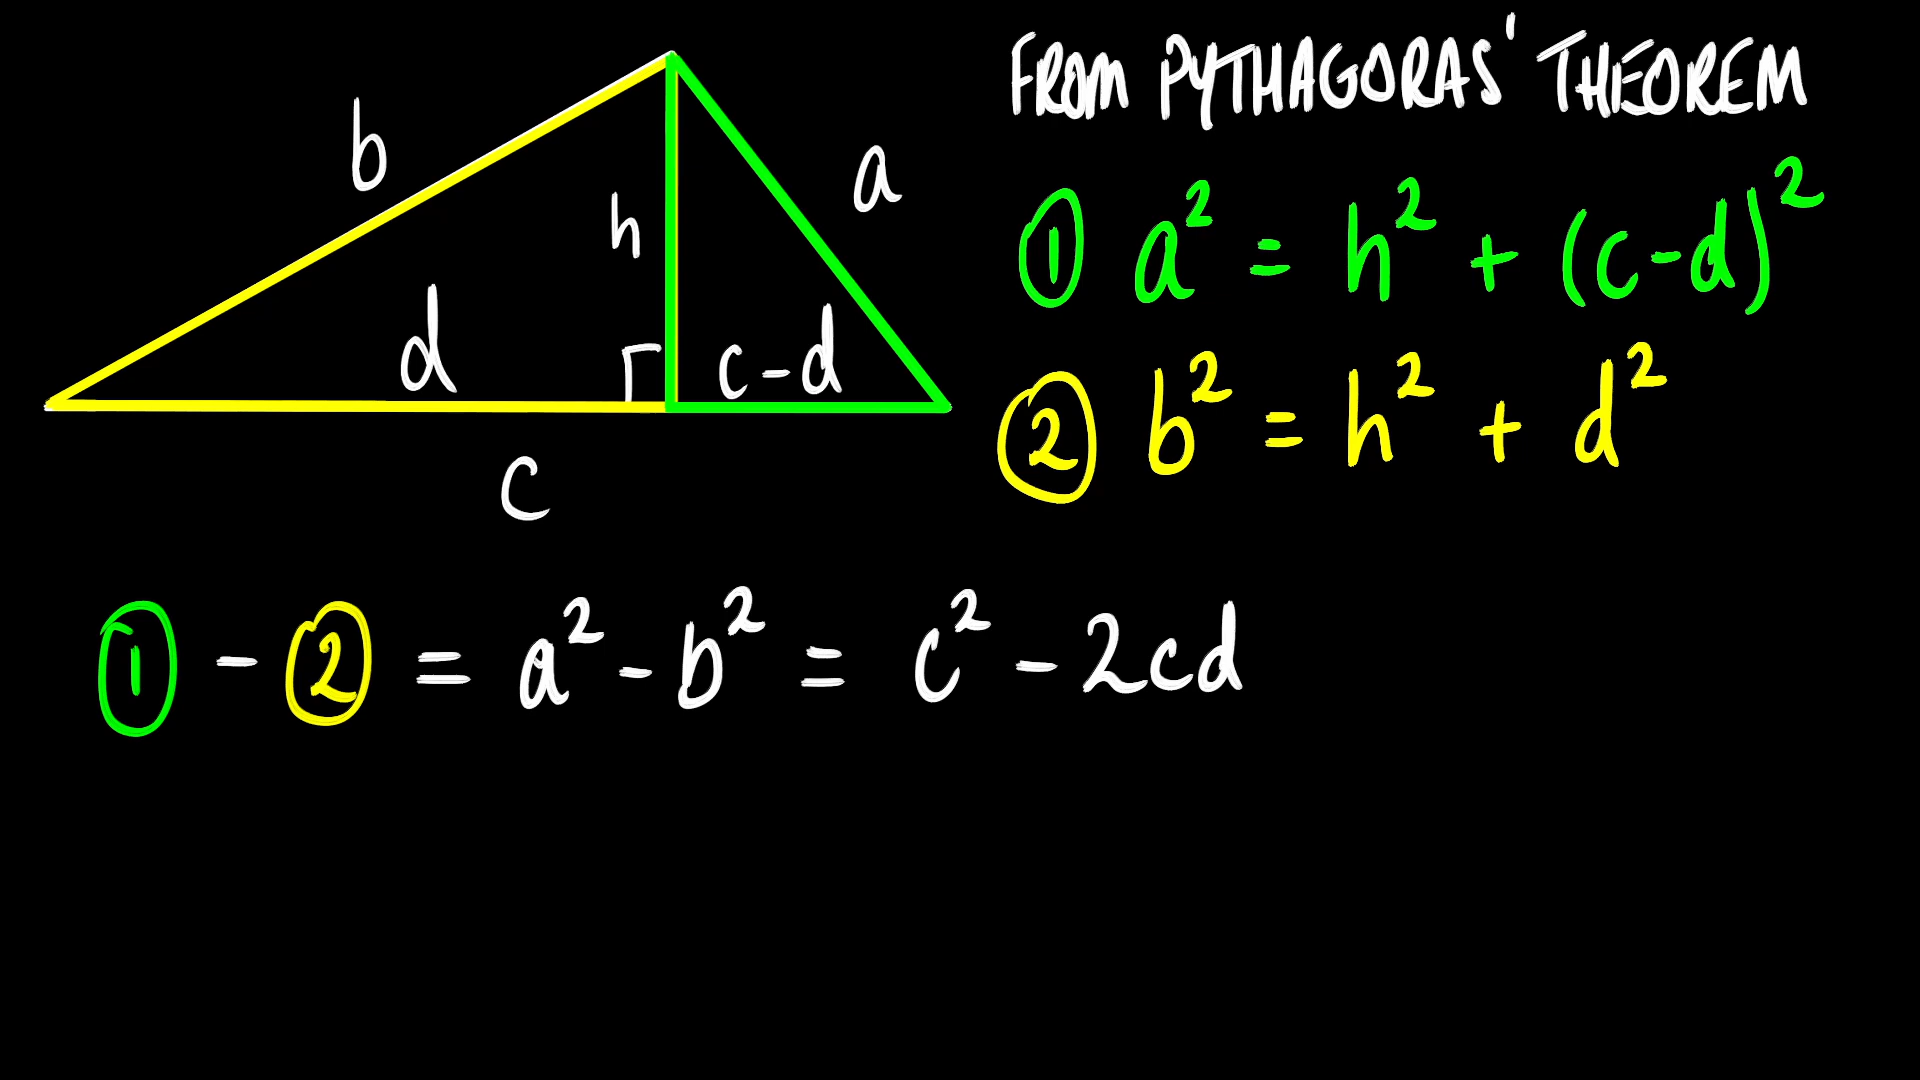 FROM PYTHAGORAS' THEOREM
b
a
h
① a² = h² + (c-d)²
d
c-d
② b² = h² + d²
c
① - ② = a² - b² = c² - 2cd